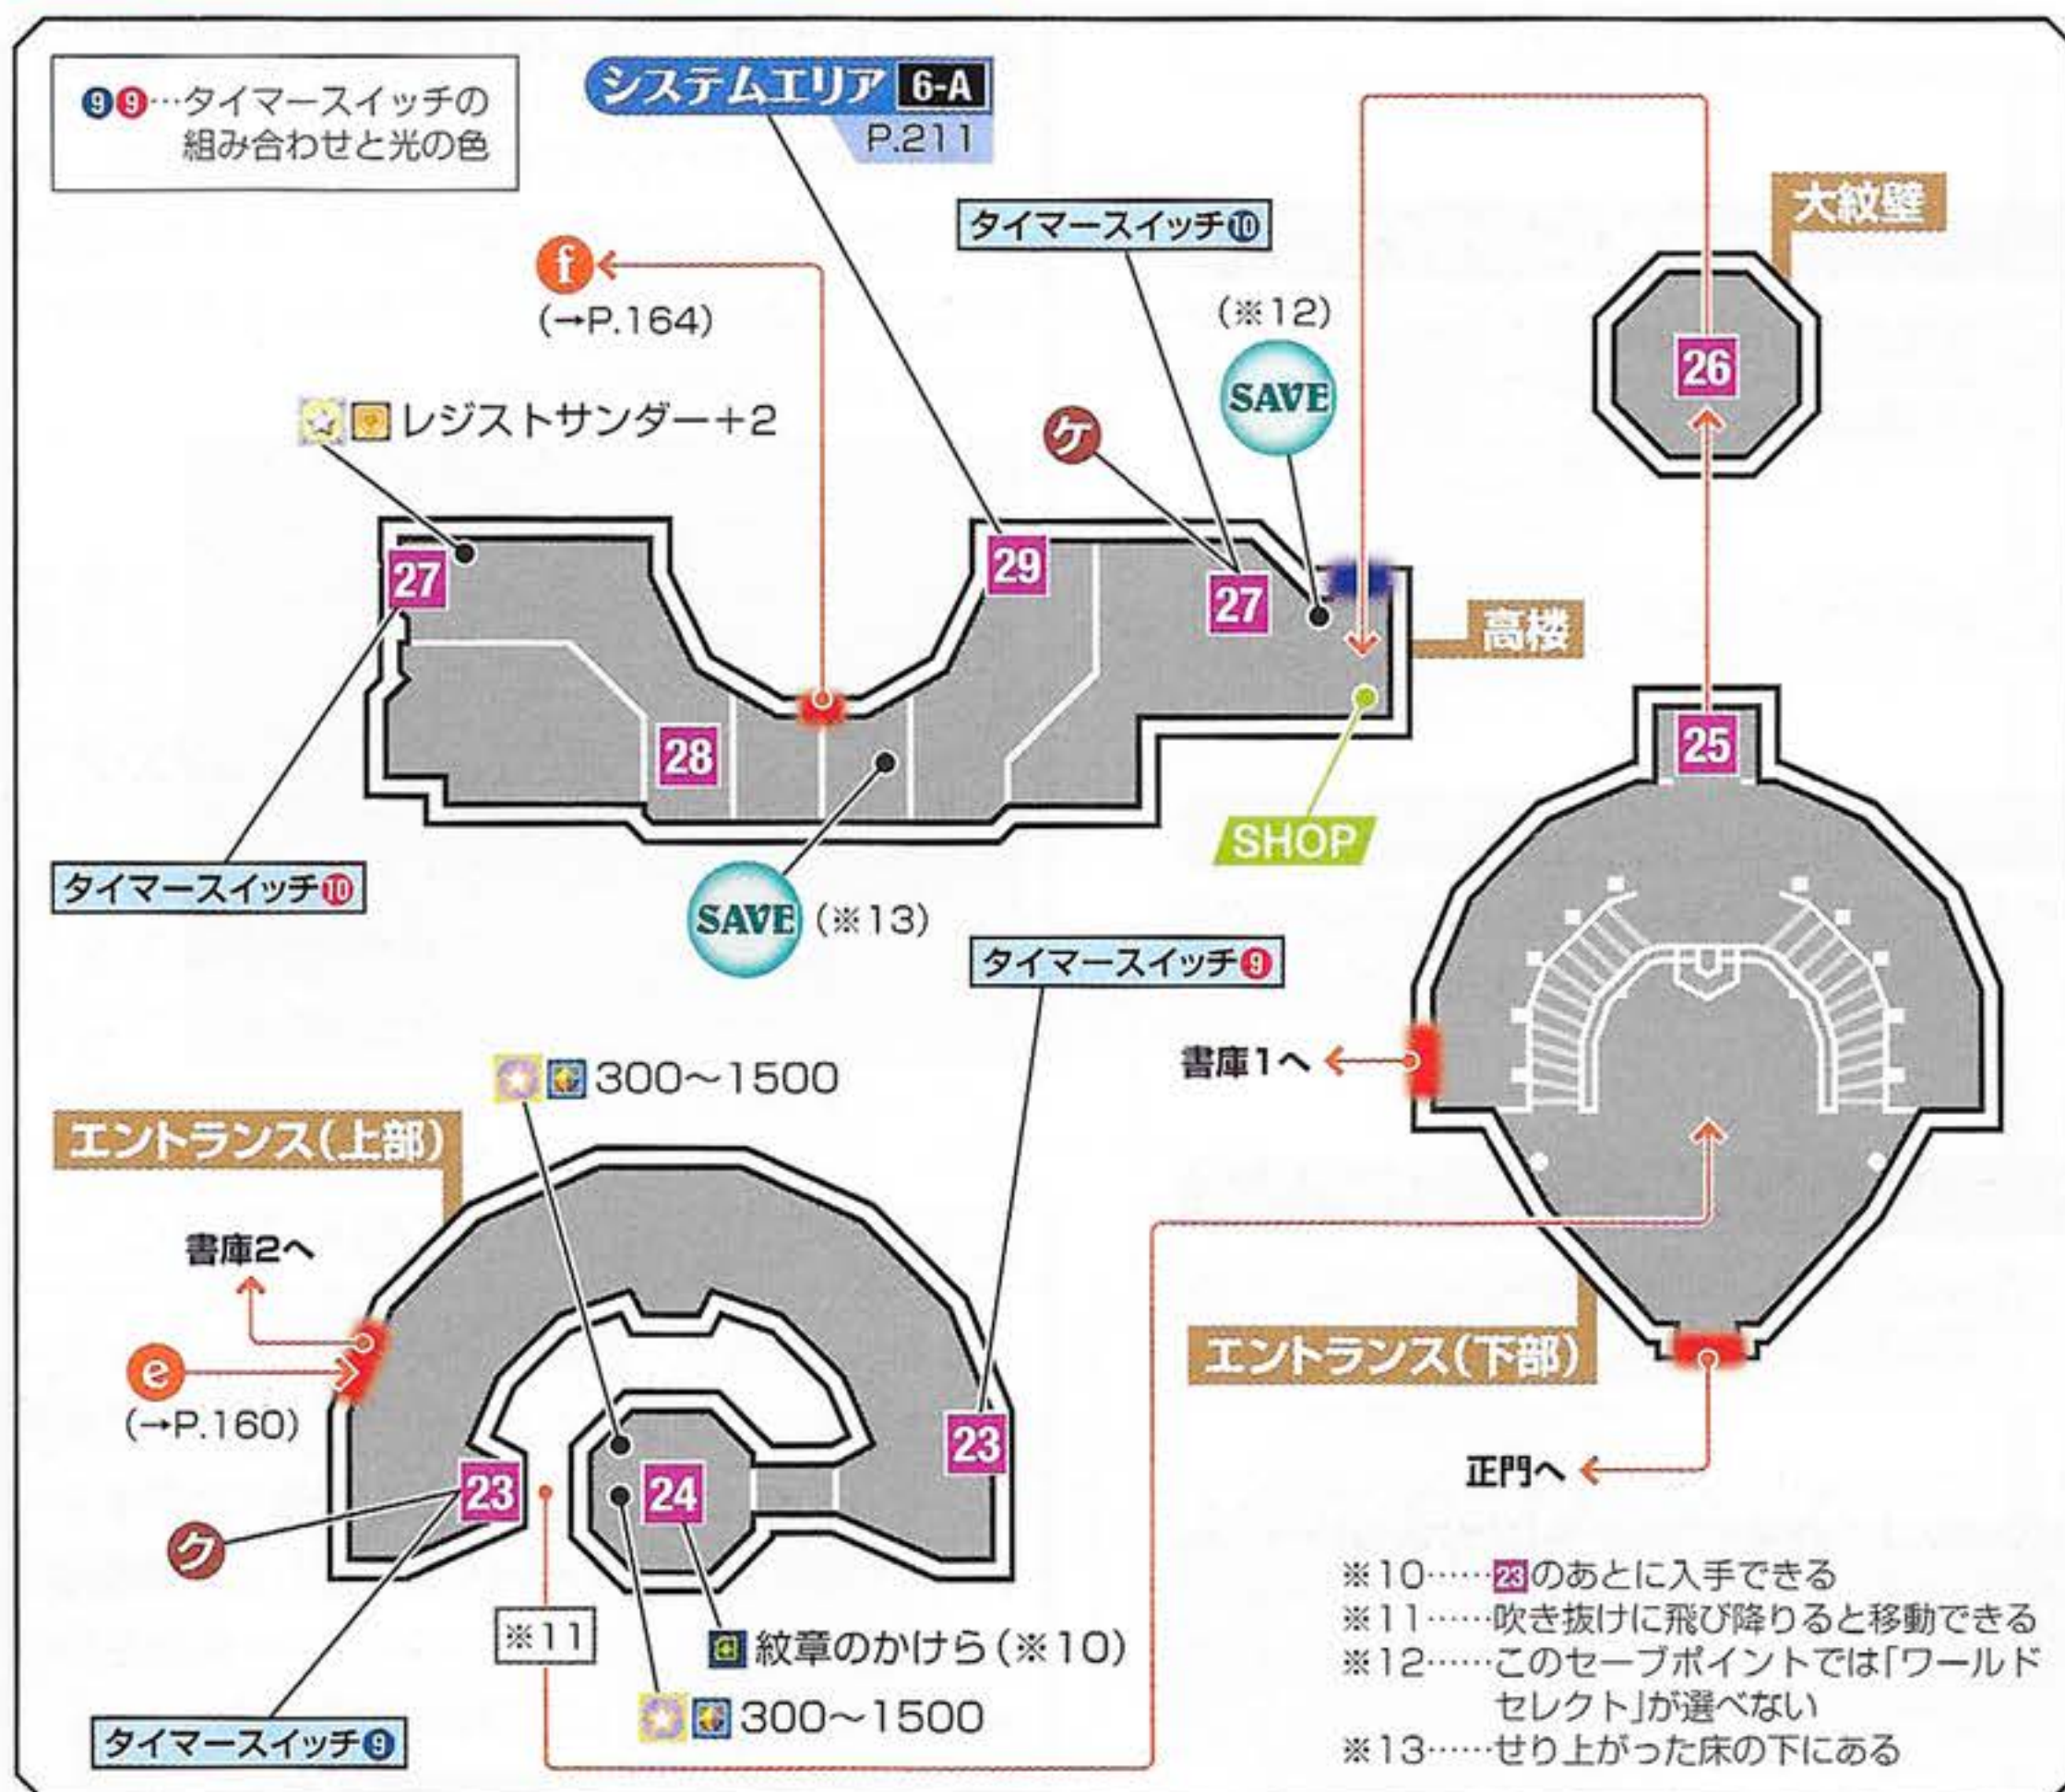 ❾❾…タイマースイッチの
組み合わせと光の色
システムエリア 6-A
P.211
タイマースイッチ❿
大紋壁
f
(→P.164)
(※12)
SAVE
レジストサンダー+2
ケ
26
27
29
27
高楼
28
25
SHOP
タイマースイッチ❿
SAVE (※13)
タイマースイッチ❾
書庫1へ
300〜1500
エントランス(上部)
書庫2へ
e
(→P.160)
エントランス(下部)
23
23
24
正門へ
ク
※11
紋章のかけら(※10)
300〜1500
タイマースイッチ❾
※10……23のあとに入手できる
※11……吹き抜けに飛び降りると移動できる
※12……このセーブポイントでは「ワールド
セレクト」が選べない
※13……せり上がった床の下にある